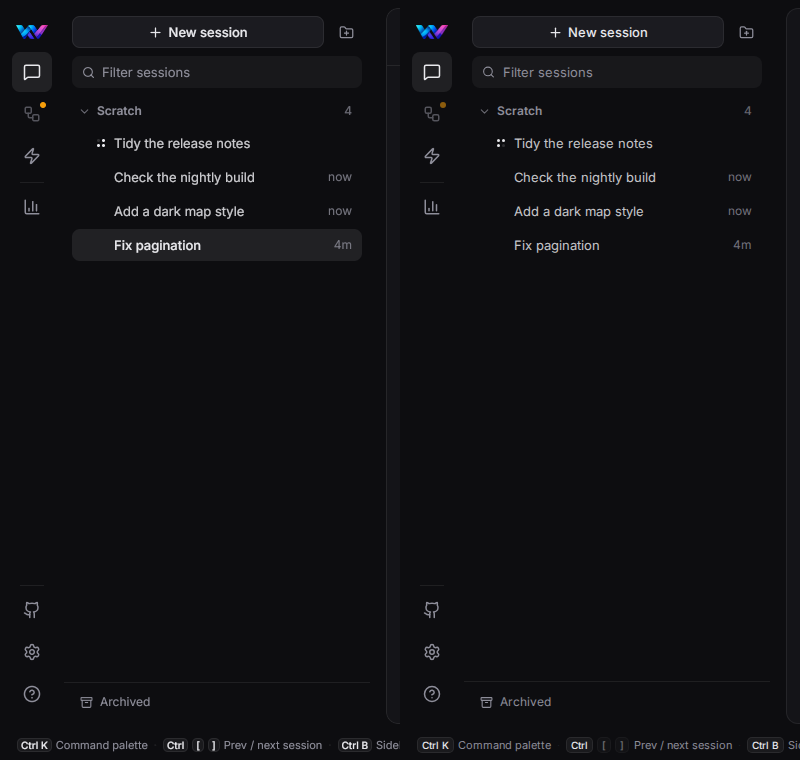 New session
Filter sessions
Scratch 4
Tidy the release notes
Check the nightly build now
Add a dark map style now
Fix pagination 4m
Archived
Ctrl K Command palette Ctrl [ ] Prev / next session Ctrl B
New session
Filter sessions
Scratch 4
Tidy the release notes
Check the nightly build now
Add a dark map style now
Fix pagination 4m
Archived
Ctrl K Command palette Ctrl [ ] Prev / next session Ctrl B